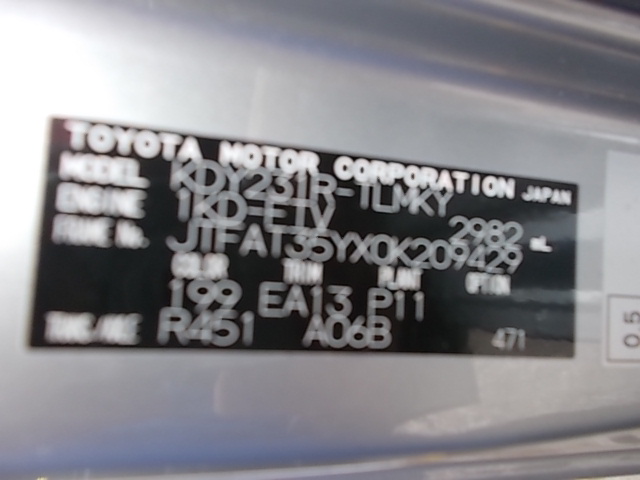 TOYOTA MOTOR CORPORATION JAPAN
MODEL KDY231R-TLMKY
ENGINE 1KD-FTV 2982 mL
FRAME No. JTFAT35YX0K209429
COLOR TRIM PLANT OPTION
199 EA13 P11
TRANS/AXLE R451 A06B 471
05